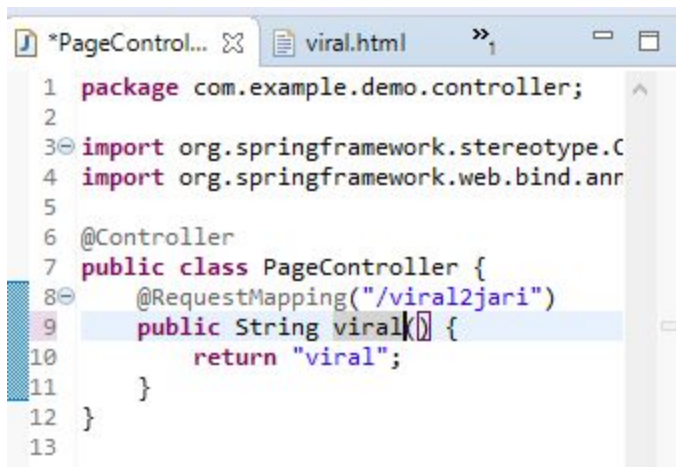 *PageControl... viral.html »1
1 package com.example.demo.controller;
2
3 import org.springframework.stereotype.C
4 import org.springframework.web.bind.ann
5
6 @Controller
7 public class PageController {
8 @RequestMapping("/viral2jari")
9 public String viral() {
10 return "viral";
11 }
12 }
13